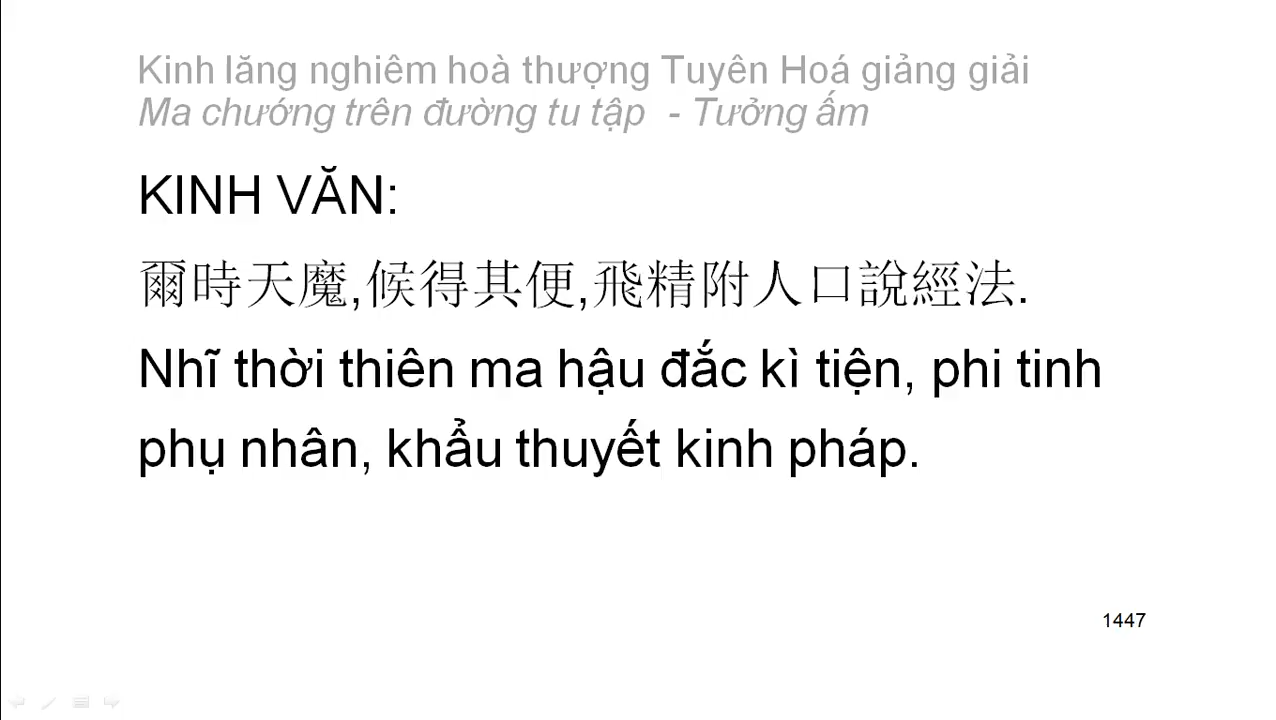 Kinh lăng nghiêm hoà thượng Tuyên Hoá giảng giải
Ma chướng trên đường tu tập - Tưởng ấm
KINH VĂN:
爾時天魔,候得其便,飛精附人口說經法.
Nhĩ thời thiên ma hậu đắc kì tiện, phi tinh
phụ nhân, khẩu thuyết kinh pháp.
1447